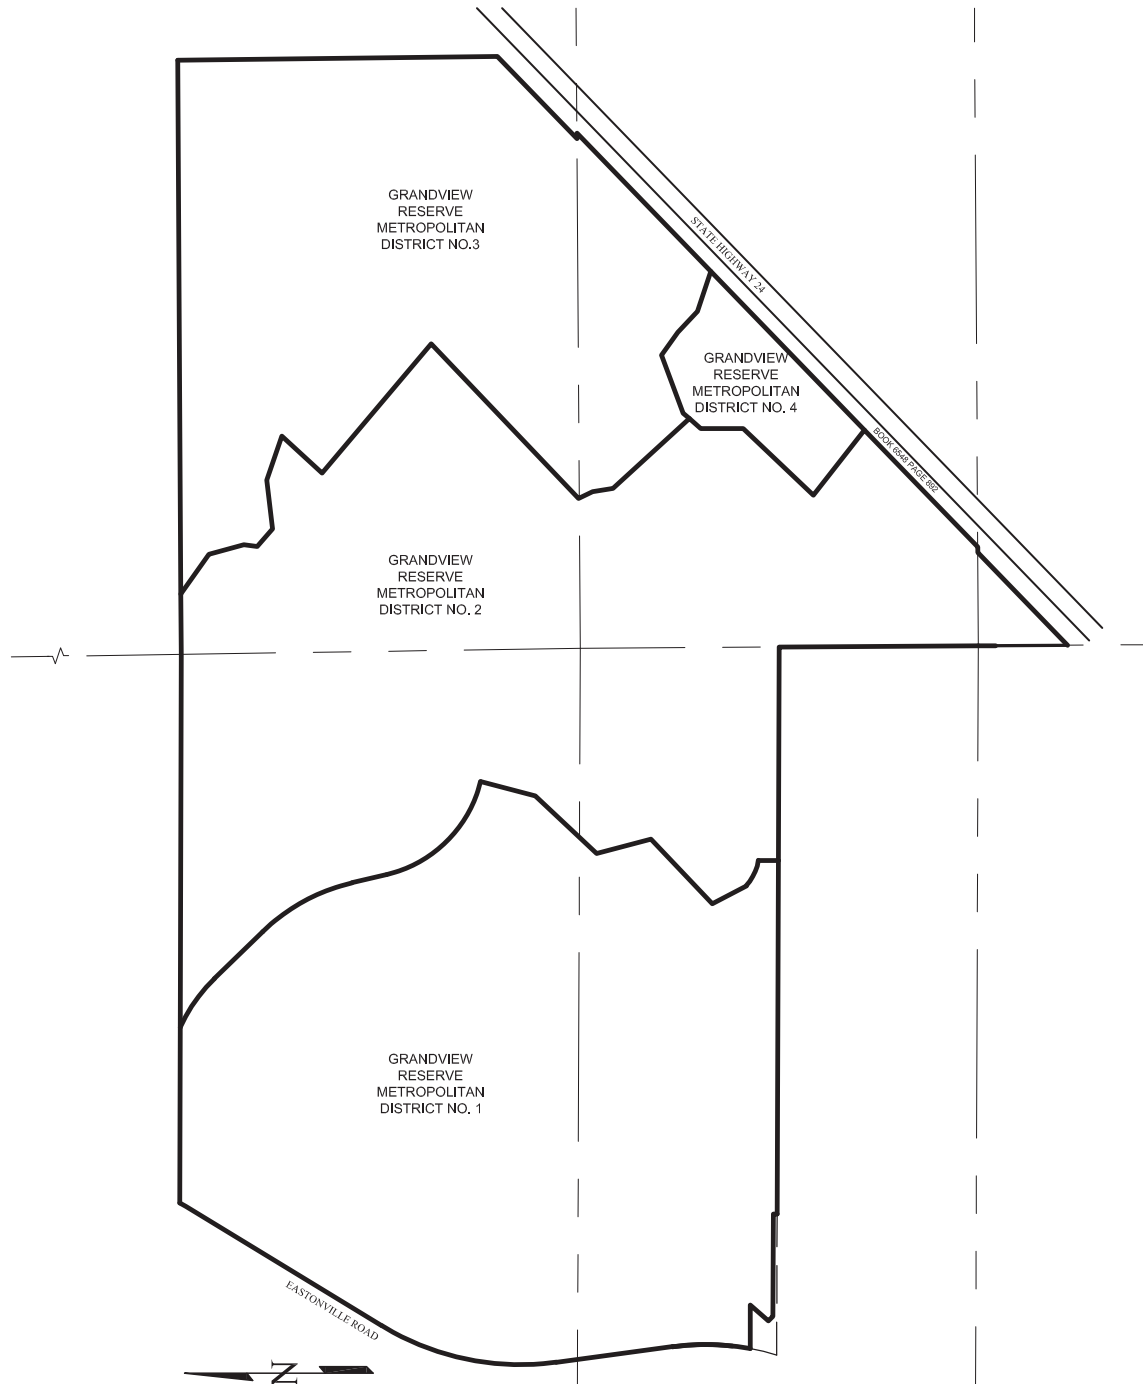 GRANDVIEW
RESERVE
METROPOLITAN
DISTRICT NO.3
STATE HIGHWAY 24
GRANDVIEW
RESERVE
METROPOLITAN
DISTRICT NO. 4
BOOK 6548 PAGE 892
GRANDVIEW
RESERVE
METROPOLITAN
DISTRICT NO. 2
GRANDVIEW
RESERVE
METROPOLITAN
DISTRICT NO. 1
EASTONVILLE ROAD
N